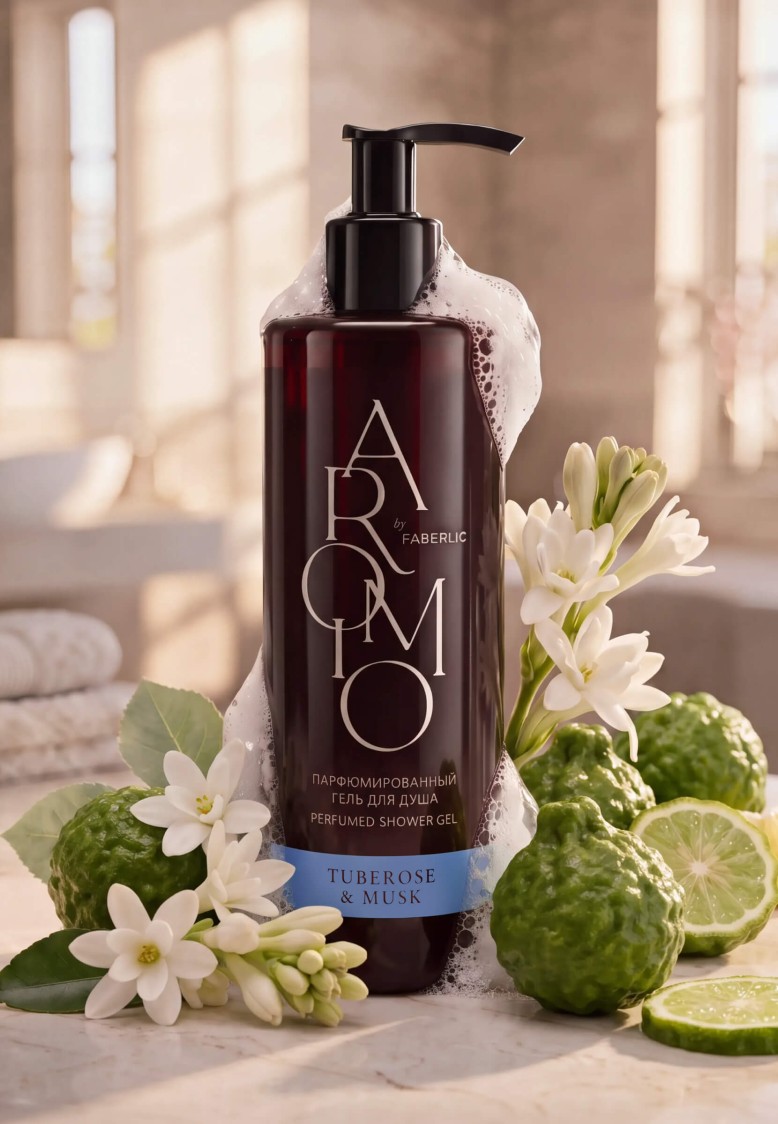 AROMIO
by FABERLIC
ПАРФЮМИРОВАННЫЙ
ГЕЛЬ ДЛЯ ДУША
PERFUMED SHOWER GEL
TUBEROSE
& MUSK